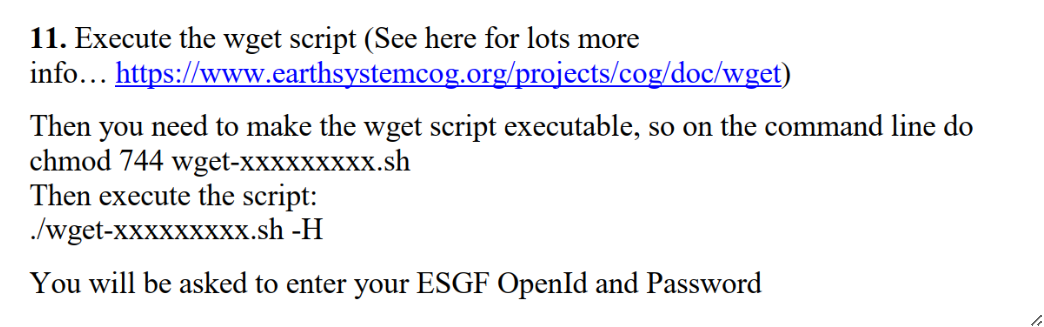 11. Execute the wget script (See here for lots more
info… https://www.earthsystemcog.org/projects/cog/doc/wget)
Then you need to make the wget script executable, so on the command line do
chmod 744 wget-xxxxxxxxx.sh
Then execute the script:
./wget-xxxxxxxxx.sh -H
You will be asked to enter your ESGF OpenId and Password